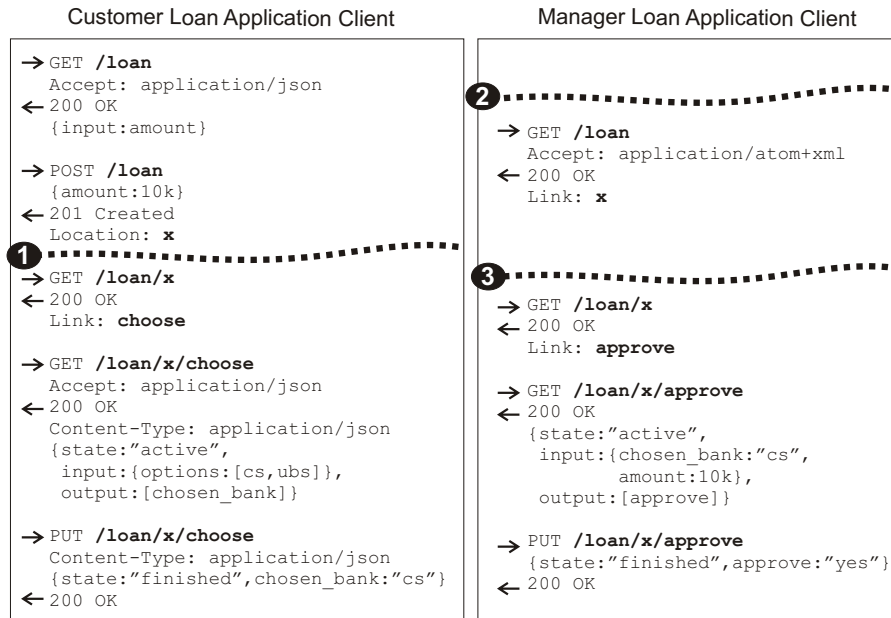 Customer Loan Application Client
→ GET /loan
Accept: application/json
← 200 OK
{input:amount}
→ POST /loan
{amount:10k}
← 201 Created
Location: x
1
→ GET /loan/x
← 200 OK
Link: choose
→ GET /loan/x/choose
Accept: application/json
← 200 OK
Content-Type: application/json
{state:”active”,
input:{options:[cs,ubs]},
output:[chosen_bank]}
→ PUT /loan/x/choose
Content-Type: application/json
{state:”finished”,chosen_bank:”cs”}
← 200 OK
Manager Loan Application Client
2
→ GET /loan
Accept: application/atom+xml
← 200 OK
Link: x
3
→ GET /loan/x
← 200 OK
Link: approve
→ GET /loan/x/approve
← 200 OK
{state:”active”,
input:{chosen_bank:”cs”,
amount:10k},
output:[approve]}
→ PUT /loan/x/approve
{state:”finished”,approve:”yes”}
← 200 OK